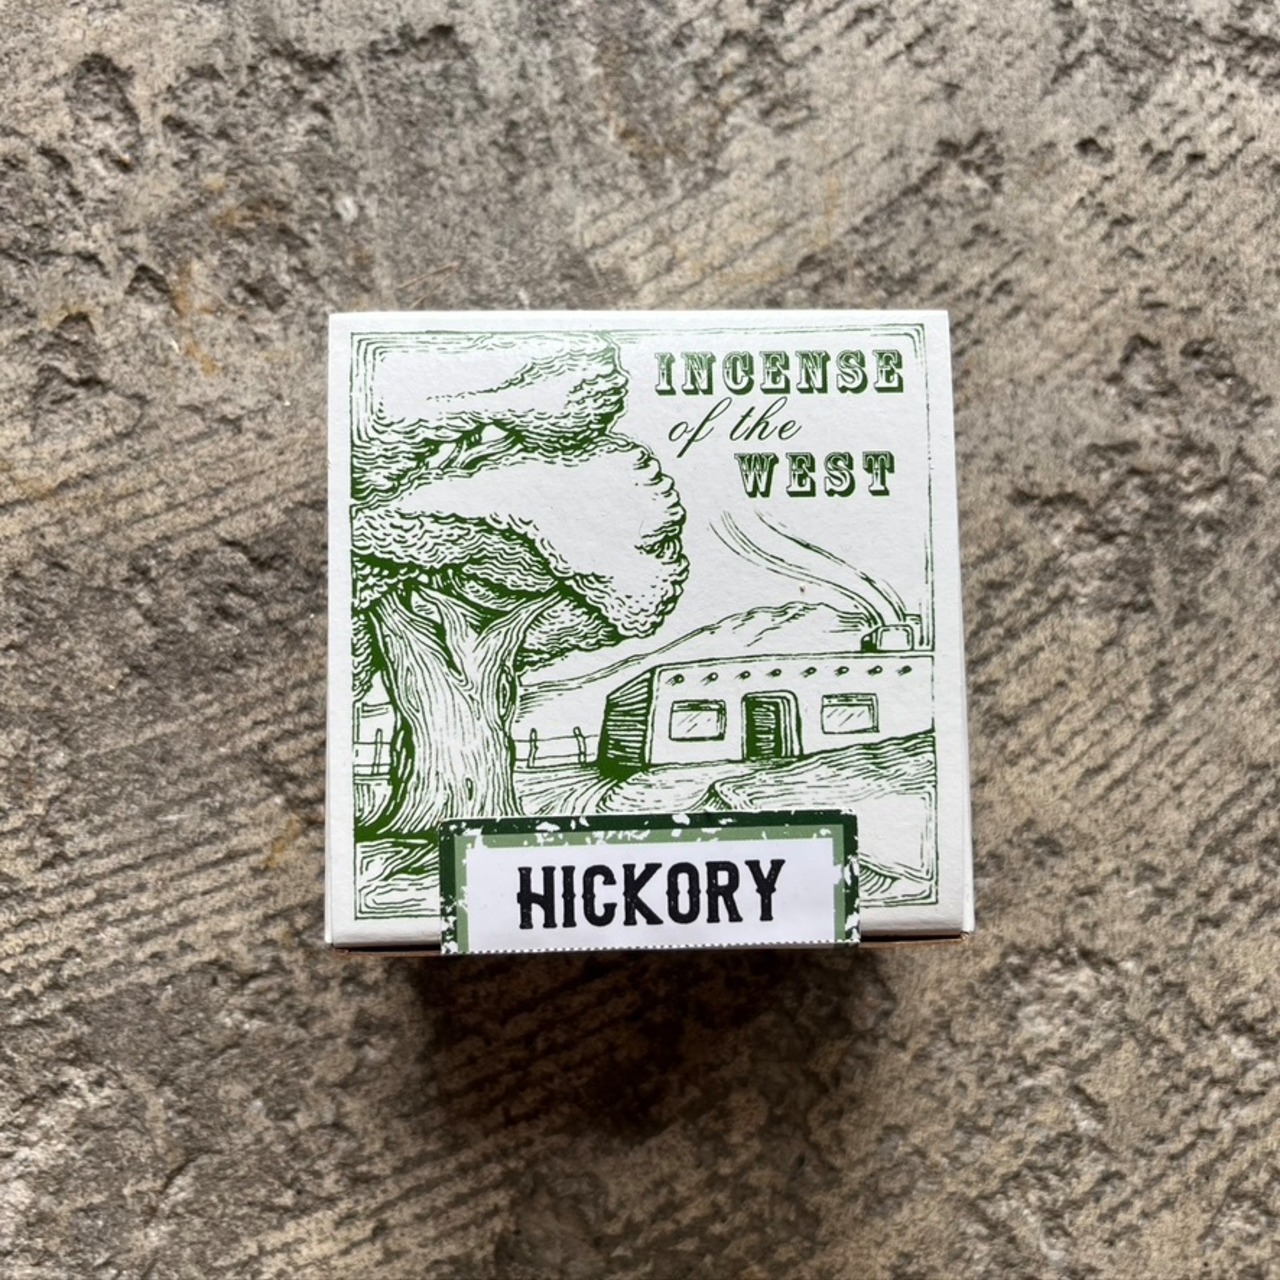 INCENSE
of the
WEST
HICKORY